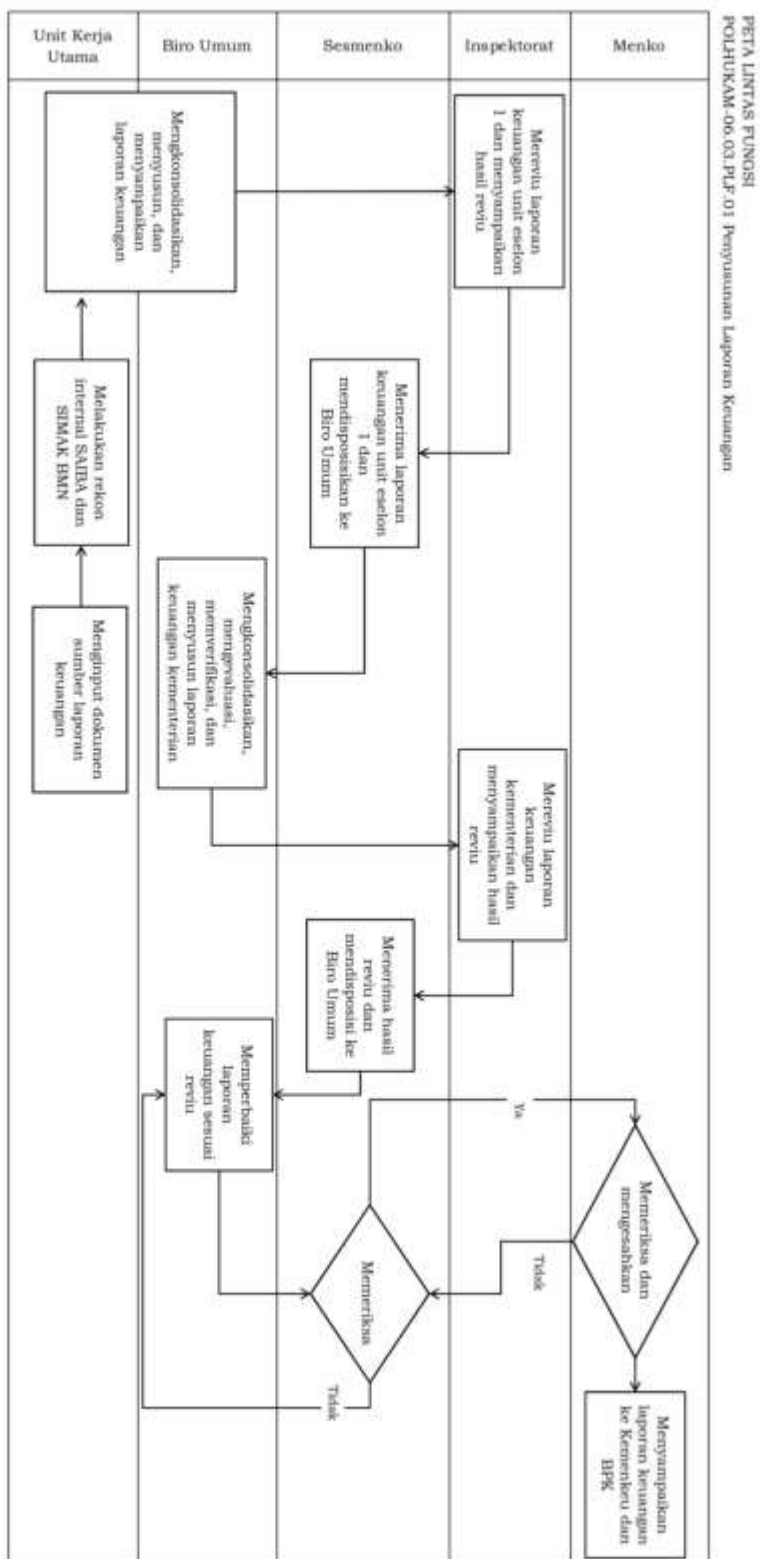 PETA LINTAS FUNGSI
POLHUKAM-06.03.PLF.01 Penyusunan Laporan Keuangan
Menko
Inspektorat
Sesmenko
Biro Umum
Unit Kerja
Utama
Memeriksa dan
mengesahkan
Menyampaikan
laporan keuangan
ke Kemenkeu dan
BPK
Mereviu laporan
keuangan unit eselon
1 dan menyampaikan
hasil reviu
Mereviu laporan
keuangan
kementerian dan
menyampaikan hasil
reviu
Ya
Tidak
Menerima laporan
keuangan unit eselon
1 dan
mendisposisikan ke
Biro Umum
Menerima hasil
reviu dan
mendisposisi ke
Biro Umum
Memeriksa
Tidak
Mengkonsolidasikan,
menyusun, dan
menyampaikan
laporan keuangan
Mengkonsolidasikan,
mengevaluasi,
memverifikasi, dan
menyusun laporan
keuangan kementerian
Memperbaiki
laporan
keuangan sesuai
reviu
Melakukan rekon
internal SAIBA dan
SIMAK BMN
Menginput dokumen
sumber laporan
keuangan